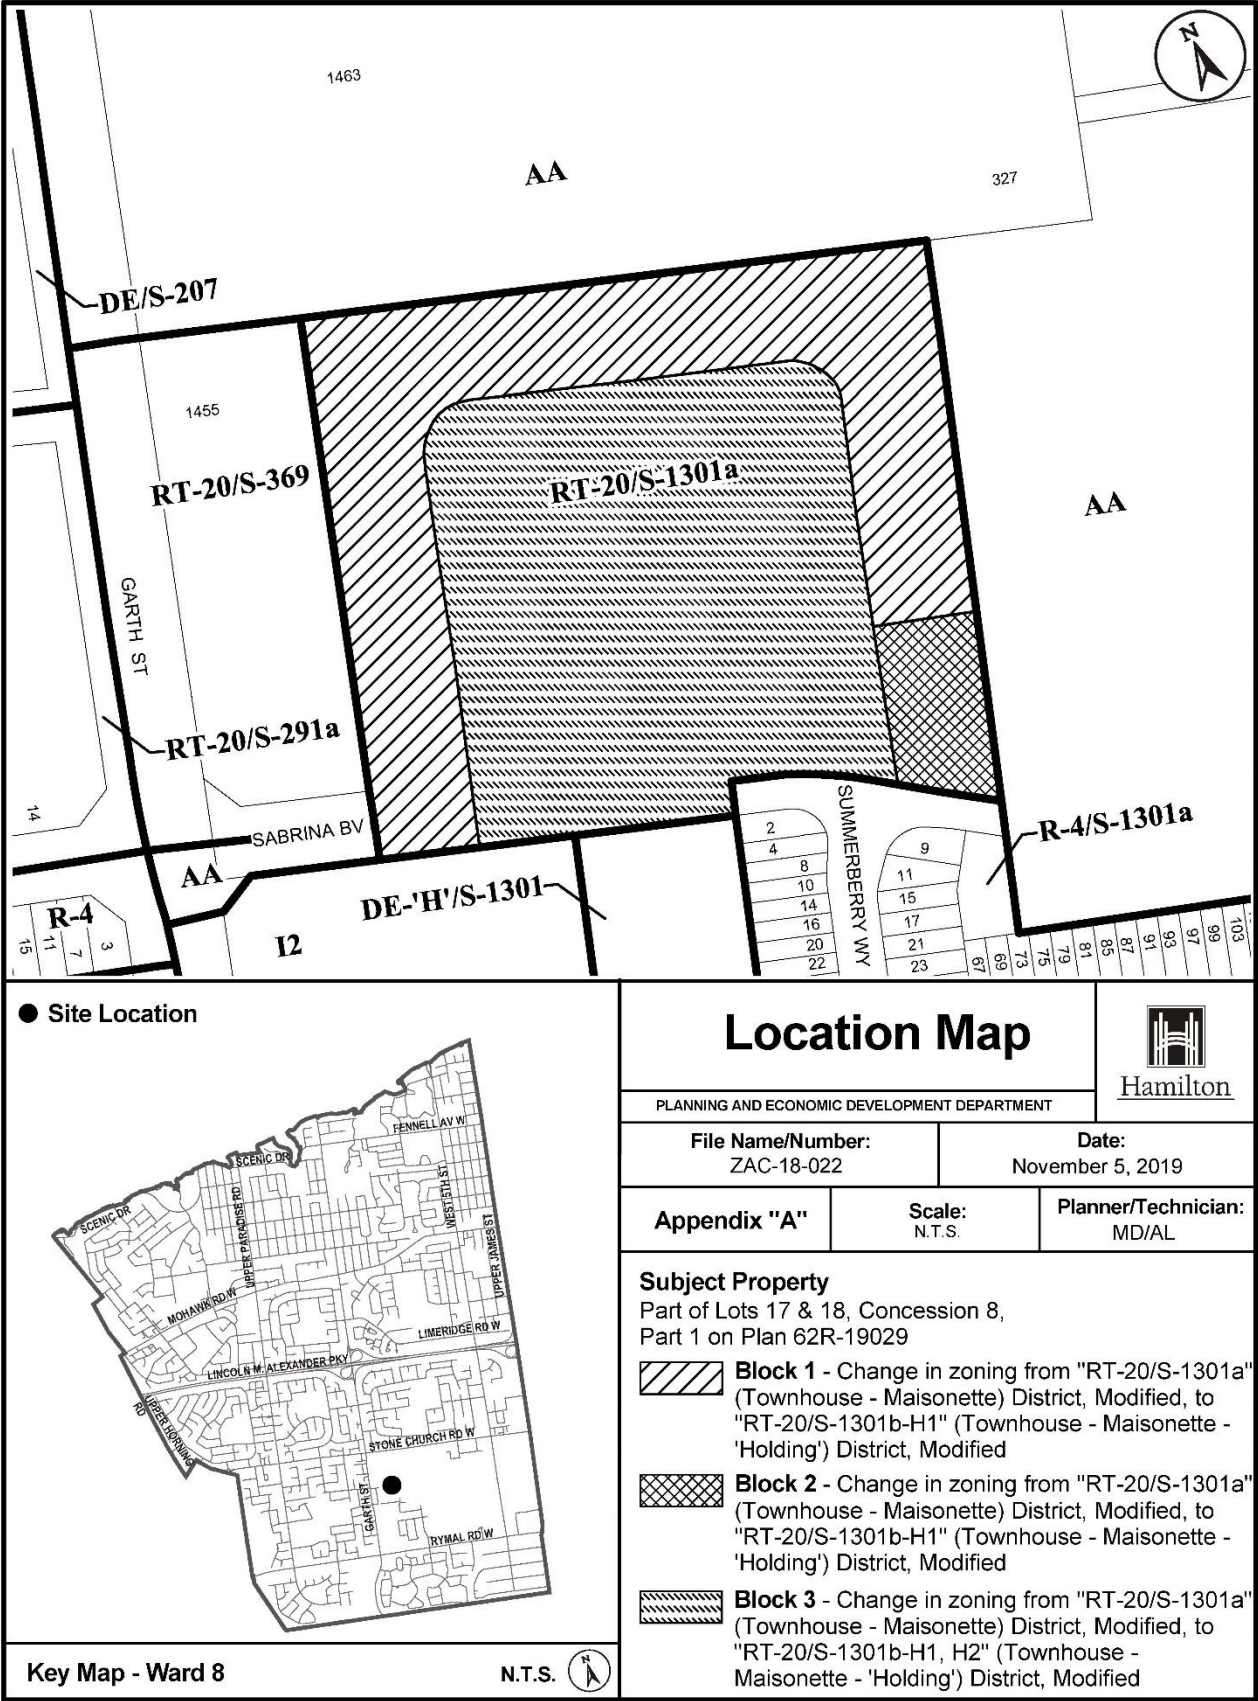 N
1463
AA
327
DE/S-207
1455
RT-20/S-369
RT-20/S-1301a
AA
GARTH ST
RT-20/S-291a
14
SABRINA BV
SUMMERBERRY WY
2
4
8
10
14
16
20
22
9
11
15
17
21
23
R-4/S-1301a
AA
DE-'H'/S-1301
R-4
I2
15
11
7
3
67
69
73
75
79
81
85
87
91
93
97
99
103
Site Location
FENNELL AV W
SCENIC DR
SCENIC DR
UPPER PARADISE RD
WEST 5TH ST
UPPER JAMES ST
MOHAWK RD W
LIMERIDGE RD W
LINCOLN M. ALEXANDER PKY
UPPER HORNING
RD
STONE CHURCH RD W
GARTH ST
RYMAL RD W
Key Map - Ward 8
N.T.S.
N
Location Map
Hamilton
PLANNING AND ECONOMIC DEVELOPMENT DEPARTMENT
File Name/Number:
ZAC-18-022
Date:
November 5, 2019
Appendix "A"
Scale:
N.T.S.
Planner/Technician:
MD/AL
Subject Property
Part of Lots 17 & 18, Concession 8,
Part 1 on Plan 62R-19029
Block 1 - Change in zoning from "RT-20/S-1301a"
(Townhouse - Maisonette) District, Modified, to
"RT-20/S-1301b-H1" (Townhouse - Maisonette -
'Holding') District, Modified
Block 2 - Change in zoning from "RT-20/S-1301a"
(Townhouse - Maisonette) District, Modified, to
"RT-20/S-1301b-H1" (Townhouse - Maisonette -
'Holding') District, Modified
Block 3 - Change in zoning from "RT-20/S-1301a"
(Townhouse - Maisonette) District, Modified, to
"RT-20/S-1301b-H1, H2" (Townhouse -
Maisonette - 'Holding') District, Modified